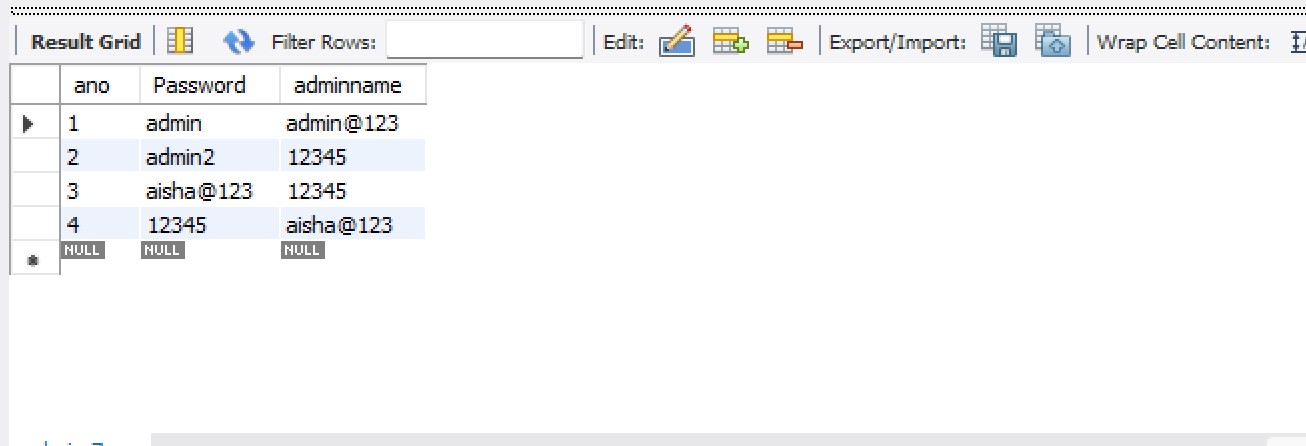 Result Grid Filter Rows: Edit: Export/Import: Wrap Cell Content:
ano Password adminname
1 admin admin@123
2 admin2 12345
3 aisha@123 12345
4 12345 aisha@123
NULL NULL NULL